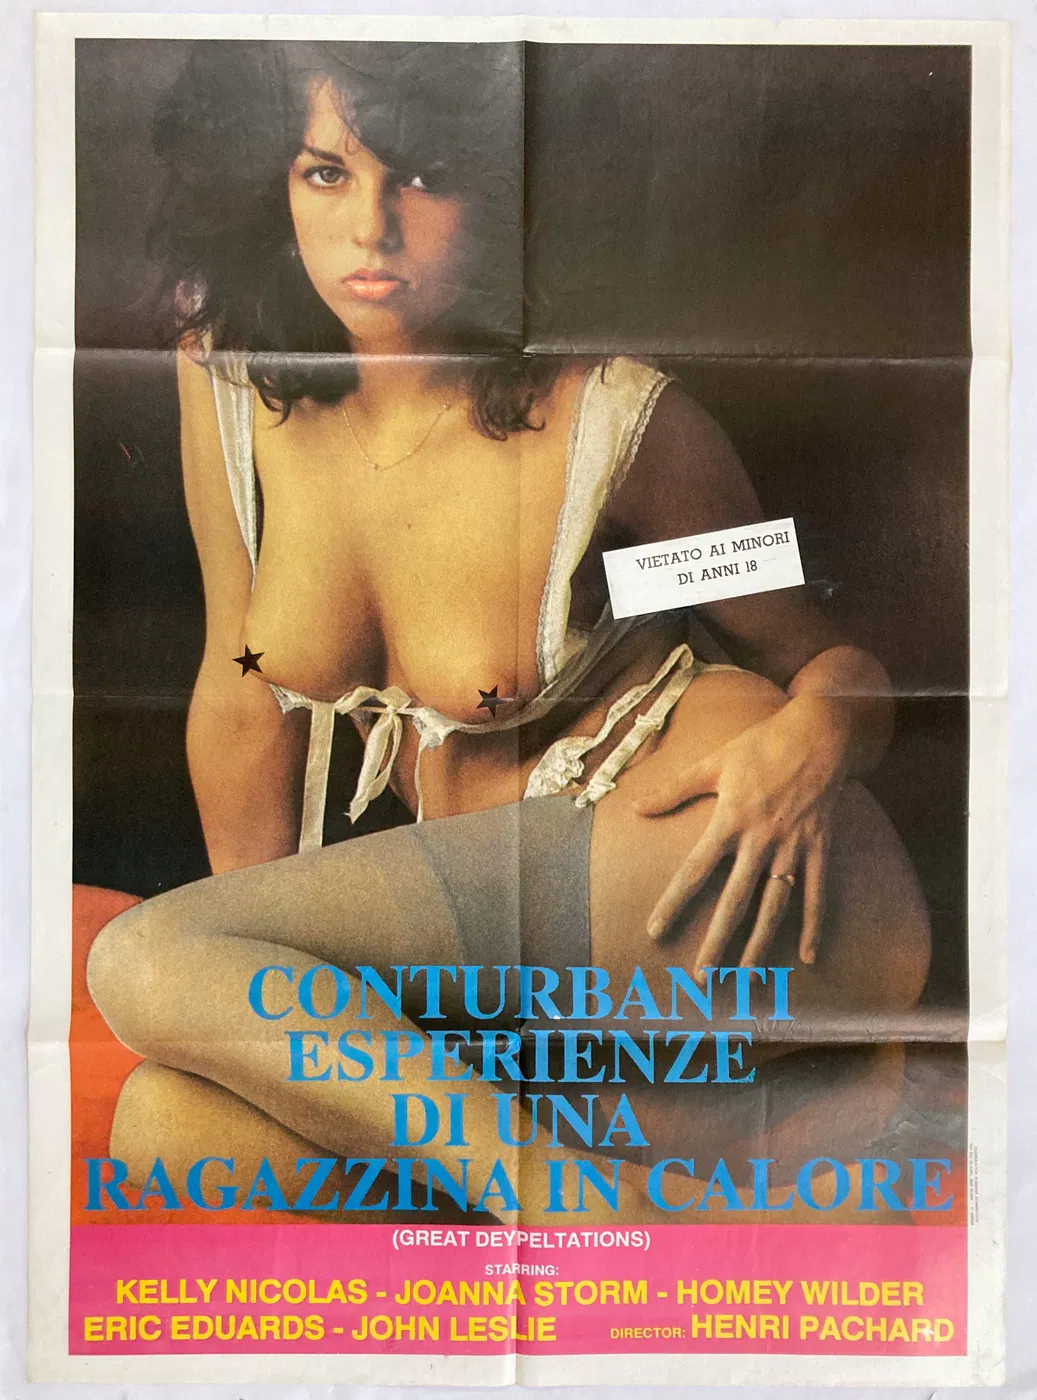 VIETATO AI MINORI
DI ANNI 18
CONTURBANTI
ESPERIENZE
DI UNA
RAGAZZINA IN CALORE
(GREAT DEYPELTATIONS)
STARRING:
KELLY NICOLAS - JOANNA STORM - HOMEY WILDER
ERIC EDUARDS - JOHN LESLIE DIRECTOR: HENRI PACHARD